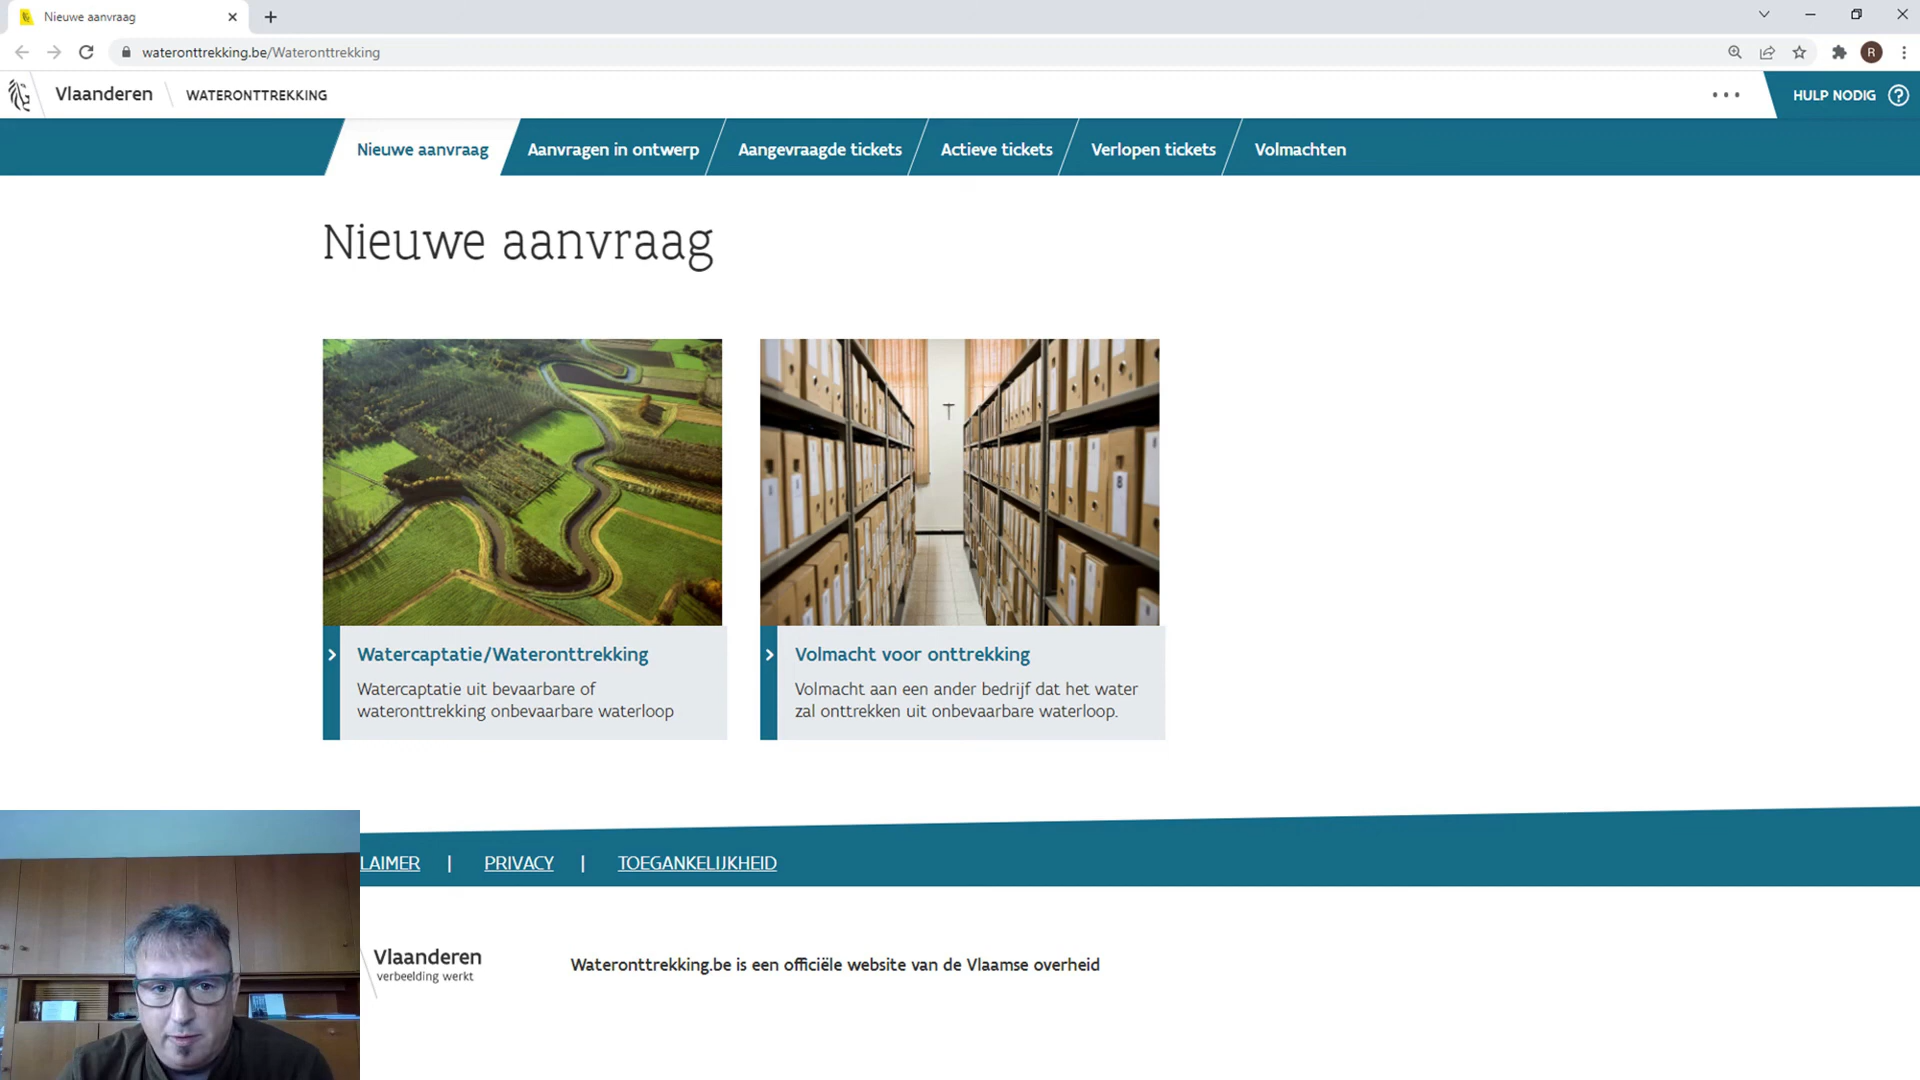 Nieuwe aanvraag
wateronttrekking.be/Wateronttrekking
R
Vlaanderen
WATERONTTREKKING
HULP NODIG
Nieuwe aanvraag
Aanvragen in ontwerp
Aangevraagde tickets
Actieve tickets
Verlopen tickets
Volmachten
Nieuwe aanvraag
Watercaptatie/Wateronttrekking
Watercaptatie uit bevaarbare of
wateronttrekking onbevaarbare waterloop
Volmacht voor onttrekking
Volmacht aan een ander bedrijf dat het water
zal onttrekken uit onbevaarbare waterloop.
LAIMER | PRIVACY | TOEGANKELIJKHEID
Vlaanderen
verbeelding werkt
Wateronttrekking.be is een officiële website van de Vlaamse overheid